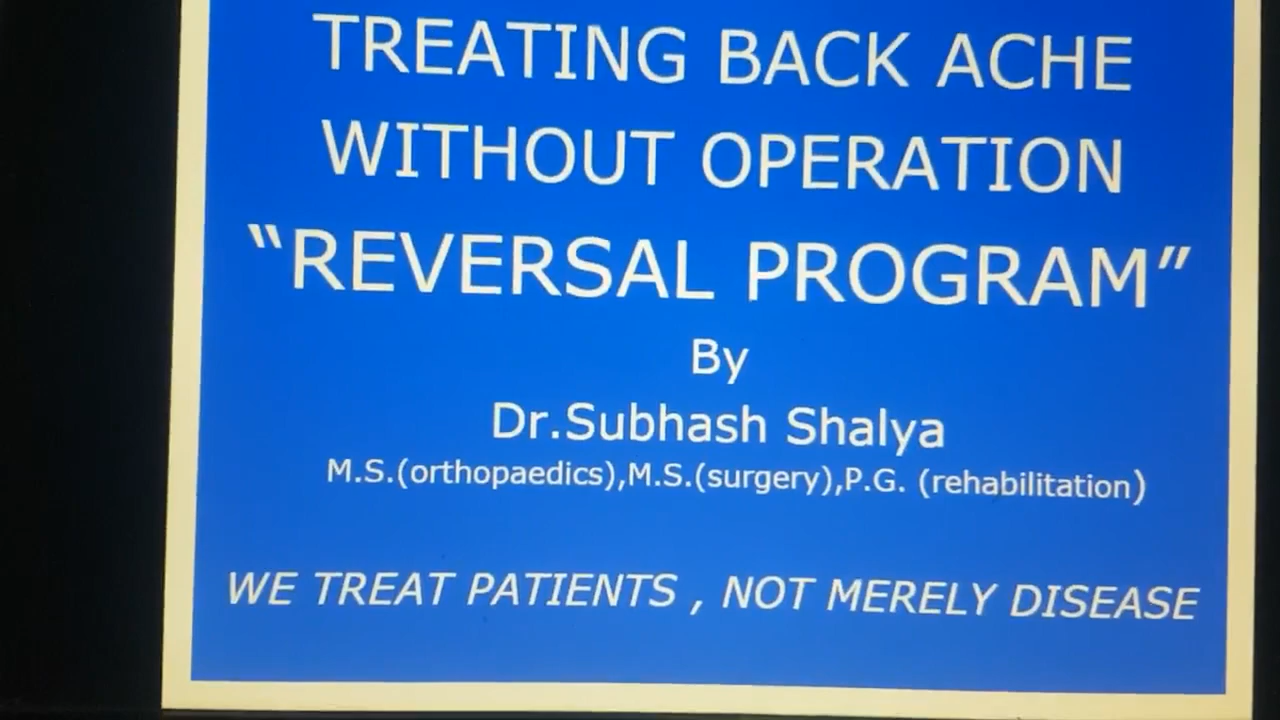 TREATING BACK ACHE
WITHOUT OPERATION
“REVERSAL PROGRAM”
By
Dr.Subhash Shalya
M.S.(orthopaedics),M.S.(surgery),P.G. (rehabilitation)
WE TREAT PATIENTS , NOT MERELY DISEASE